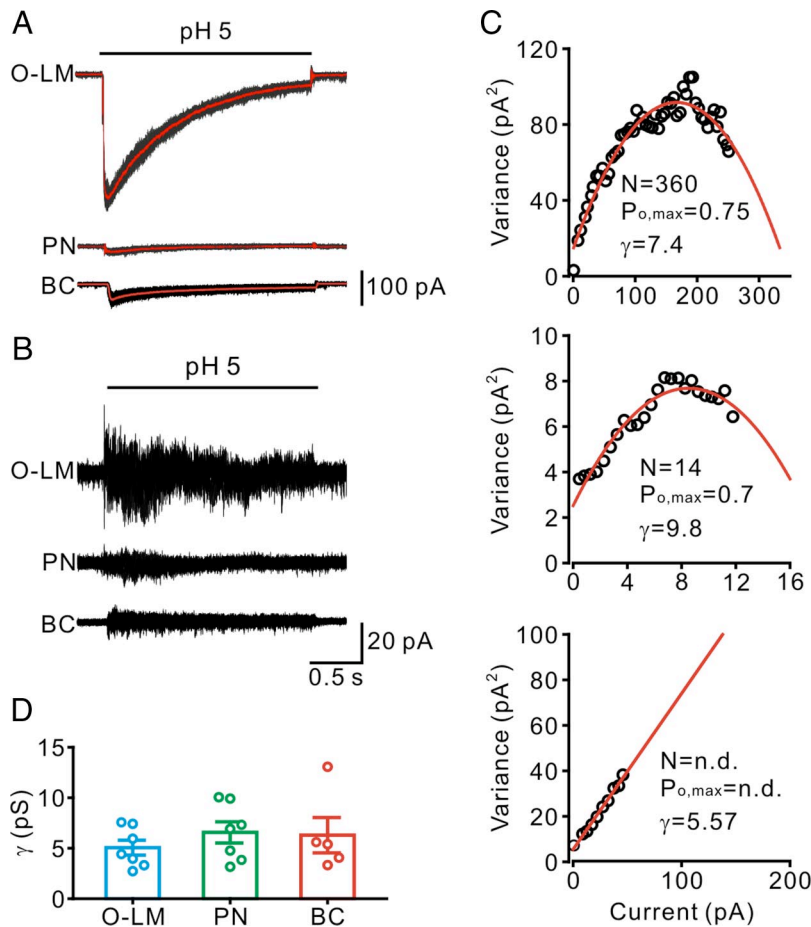 A
pH 5
O-LM
PN
BC
100 pA
B
pH 5
O-LM
PN
BC
20 pA
0.5 s
D
γ (pS)
15
10
5
0
O-LM
PN
BC
C
Variance (pA²)
120
80
40
0
N=360
Po,max=0.75
γ=7.4
0
100
200
300
Variance (pA²)
10
8
6
4
2
0
N=14
Po,max=0.7
γ=9.8
0
4
8
12
16
Variance (pA²)
100
80
60
40
20
0
N=n.d.
Po,max=n.d.
γ=5.57
0
100
200
Current (pA)